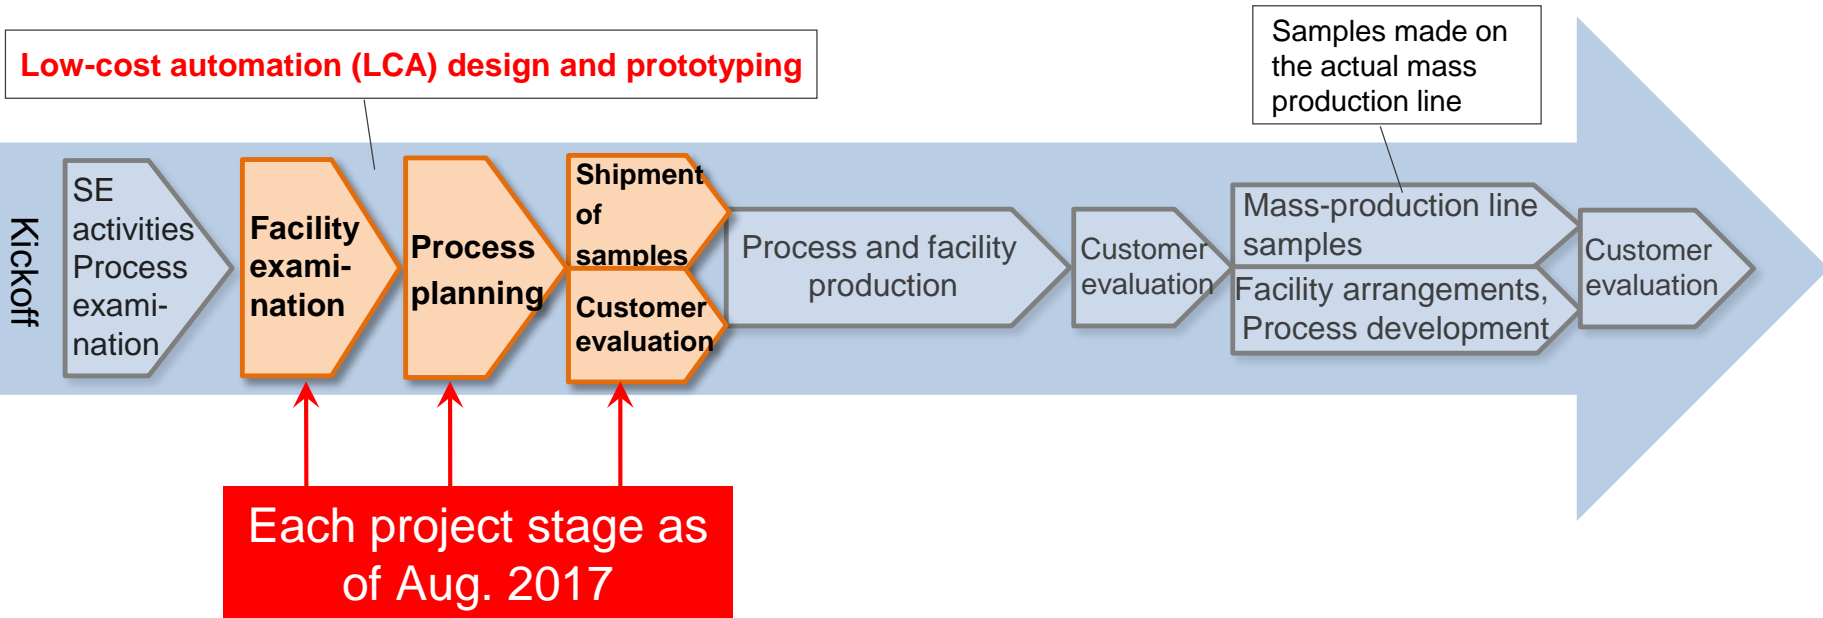 Low-cost automation (LCA) design and prototyping
Samples made on
the actual mass
production line
Kickoff
SE
activities
Process
exami-
nation
Facility
exami-
nation
Process
planning
Shipment
of
samples
Customer
evaluation
Process and facility
production
Customer
evaluation
Mass-production line
samples
Facility arrangements,
Process development
Customer
evaluation
Each project stage as
of Aug. 2017